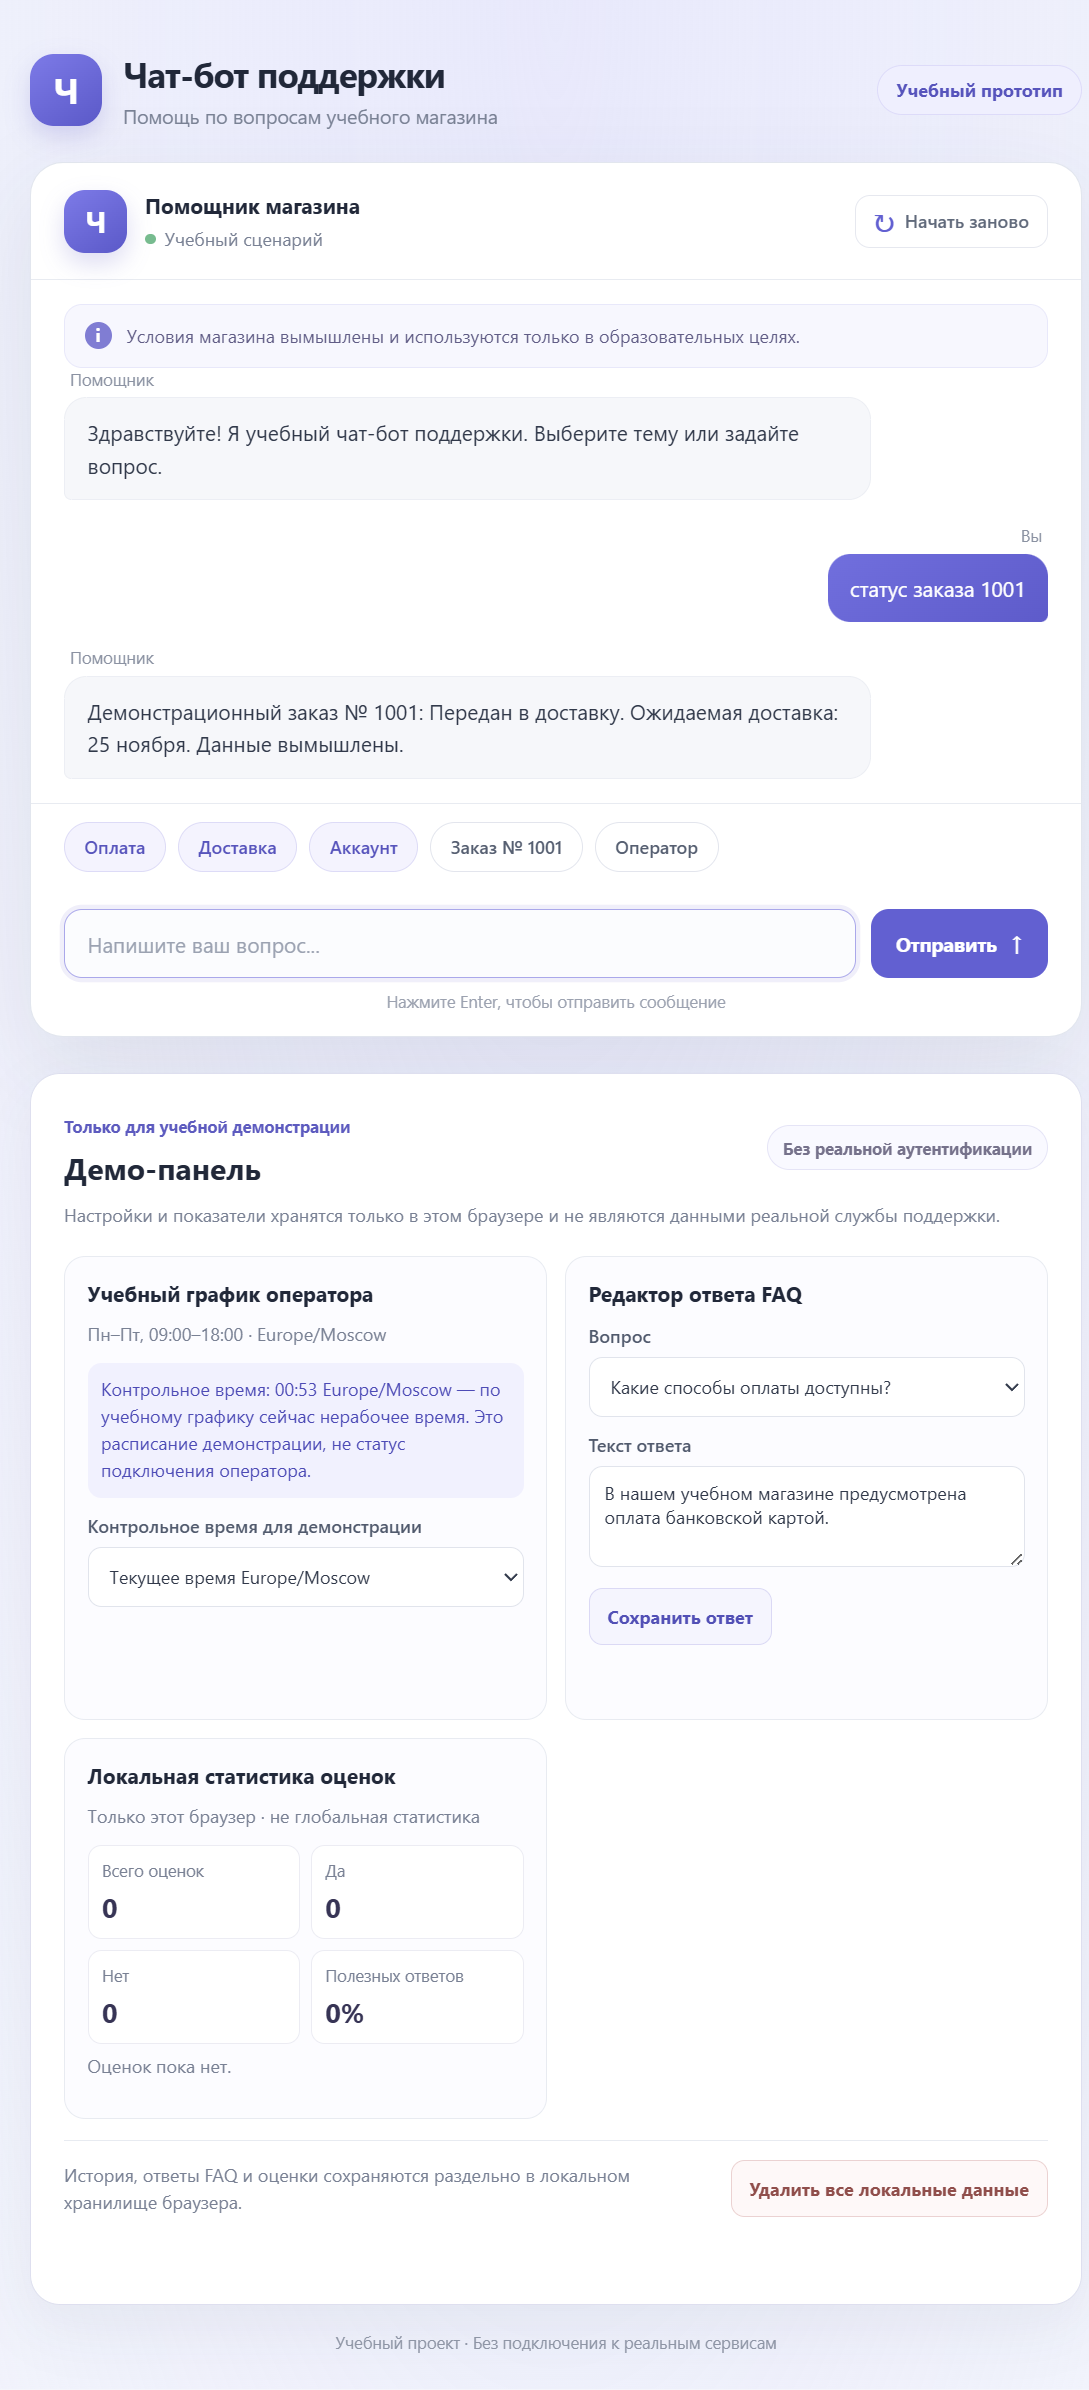 Ч
Чат-бот поддержки
Помощь по вопросам учебного магазина
Учебный прототип
Ч
Помощник магазина
Учебный сценарий
↻ Начать заново
i Условия магазина вымышлены и используются только в образовательных целях.
Помощник
Здравствуйте! Я учебный чат-бот поддержки. Выберите тему или задайте
вопрос.
Вы
статус заказа 1001
Помощник
Демонстрационный заказ № 1001: Передан в доставку. Ожидаемая доставка:
25 ноября. Данные вымышлены.
Оплата Доставка Аккаунт Заказ № 1001 Оператор
Напишите ваш вопрос...
Отправить ↑
Нажмите Enter, чтобы отправить сообщение
Только для учебной демонстрации
Демо-панель
Без реальной аутентификации
Настройки и показатели хранятся только в этом браузере и не являются данными реальной службы поддержки.
Учебный график оператора
Пн–Пт, 09:00–18:00 · Europe/Moscow
Контрольное время: 00:53 Europe/Moscow — по
учебному графику сейчас нерабочее время. Это
расписание демонстрации, не статус
подключения оператора.
Контрольное время для демонстрации
Текущее время Europe/Moscow
Редактор ответа FAQ
Вопрос
Какие способы оплаты доступны?
Текст ответа
В нашем учебном магазине предусмотрена
оплата банковской картой.
Сохранить ответ
Локальная статистика оценок
Только этот браузер · не глобальная статистика
Всего оценок
0
Да
0
Нет
0
Полезных ответов
0%
Оценок пока нет.
История, ответы FAQ и оценки сохраняются раздельно в локальном
хранилище браузера.
Удалить все локальные данные
Учебный проект · Без подключения к реальным сервисам